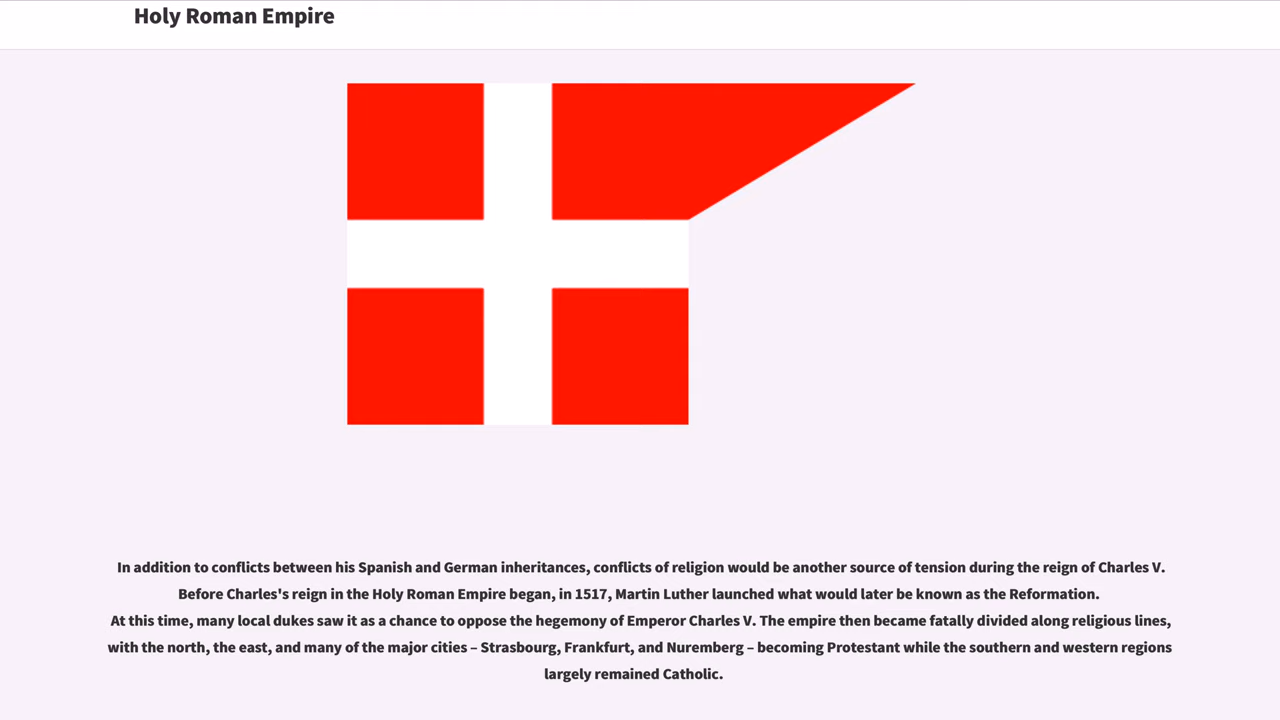 Holy Roman Empire
In addition to conflicts between his Spanish and German inheritances, conflicts of religion would be another source of tension during the reign of Charles V.
Before Charles's reign in the Holy Roman Empire began, in 1517, Martin Luther launched what would later be known as the Reformation.
At this time, many local dukes saw it as a chance to oppose the hegemony of Emperor Charles V. The empire then became fatally divided along religious lines,
with the north, the east, and many of the major cities – Strasbourg, Frankfurt, and Nuremberg – becoming Protestant while the southern and western regions
largely remained Catholic.